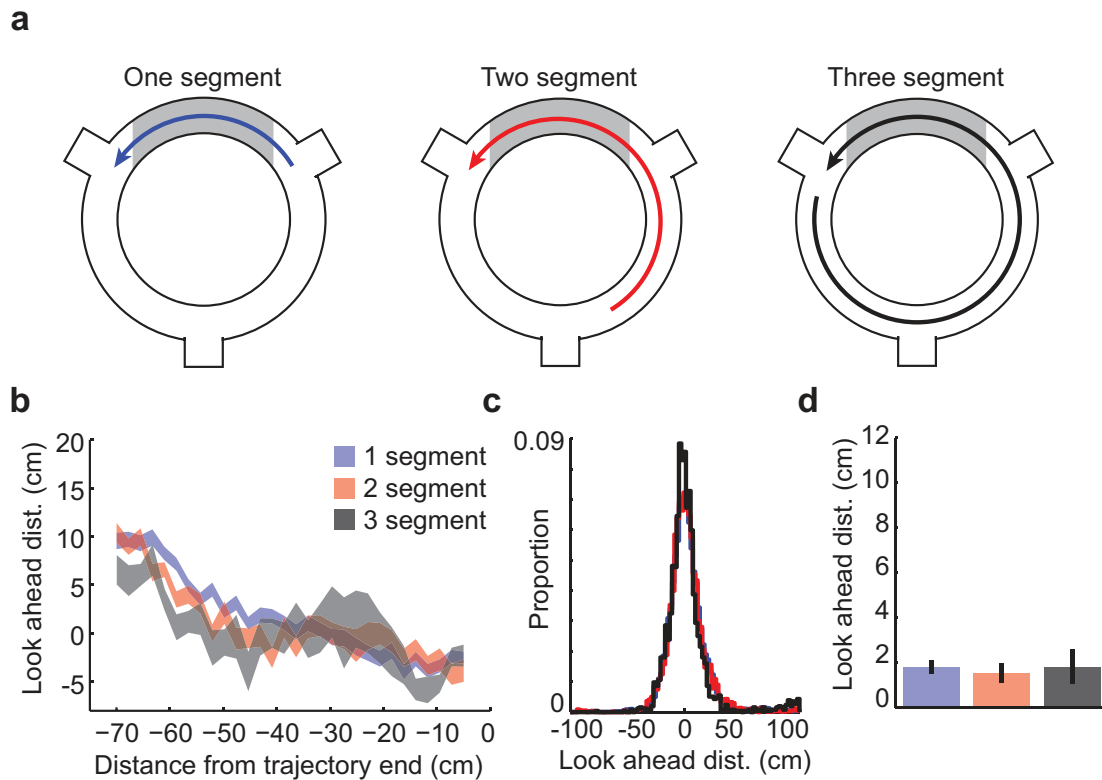 a
One segment
Two segment
Three segment
b
20
15
10
5
0
-5
Look ahead dist. (cm)
1 segment
2 segment
3 segment
−70 −60 −50 −40 −30 −20 −10 0
Distance from trajectory end (cm)
c
0.09
0
Proportion
-100 -50 0 50 100
Look ahead dist. (cm)
d
12
10
8
6
4
2
0
Look ahead dist. (cm)